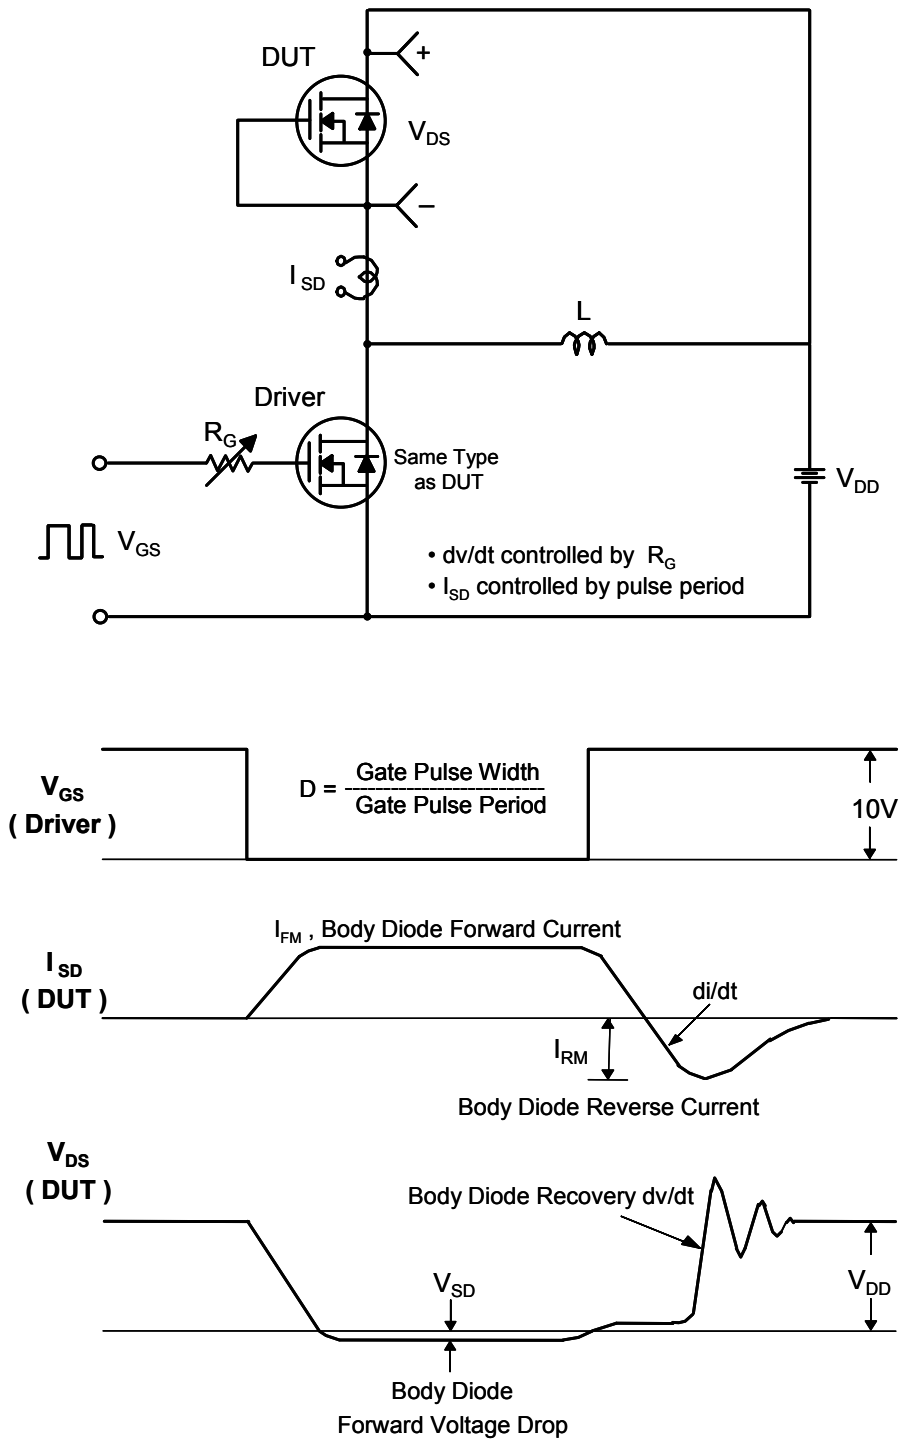 DUT
+
V_DS
−
I_SD
L
Driver
R_G
Same Type
as DUT
V_DD
V_GS
• dv/dt controlled by R_G
• I_SD controlled by pulse period
V_GS
( Driver )
D = Gate Pulse Width
--------------------------
Gate Pulse Period
10V
I_FM , Body Diode Forward Current
I_SD
( DUT )
di/dt
I_RM
Body Diode Reverse Current
V_DS
( DUT )
Body Diode Recovery dv/dt
V_SD
V_DD
Body Diode
Forward Voltage Drop